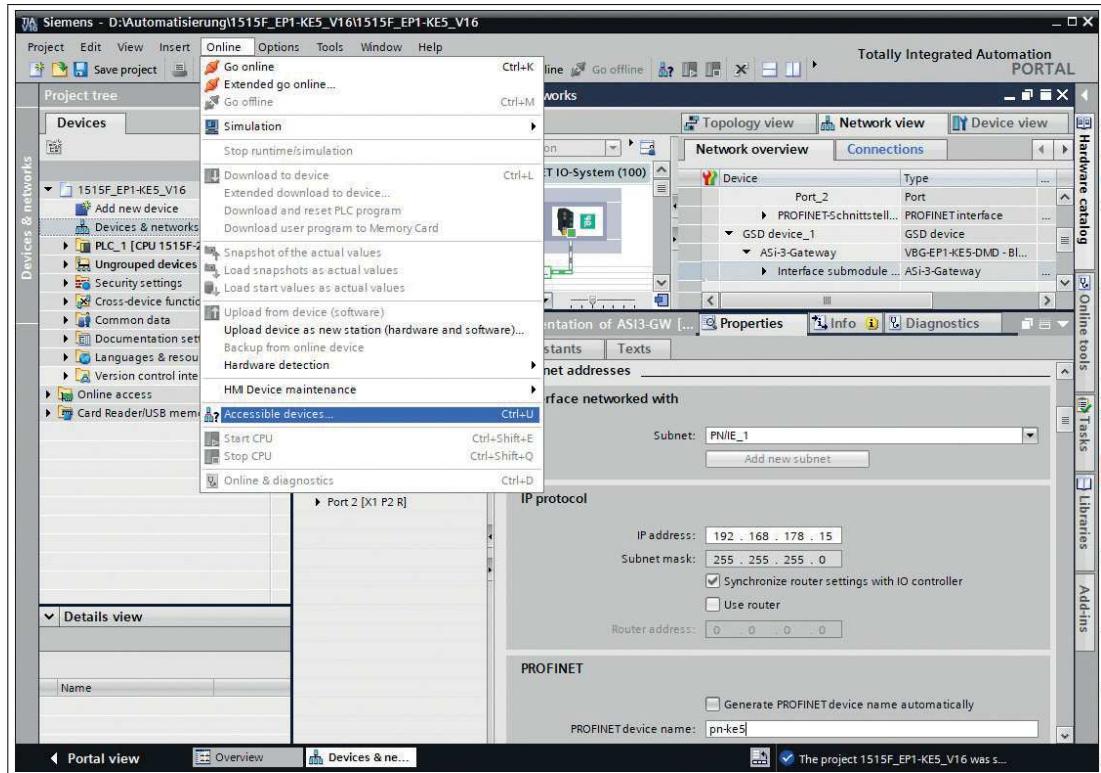 Siemens - D:\Automatisierung\1515F_EP1-KE5_V16\1515F_EP1-KE5_V16
Project Edit View Insert Online Options Tools Window Help
Totally Integrated Automation
PORTAL
Save project
Go offline
Go online Ctrl+K
Extended go online...
Go offline Ctrl+M
Simulation
Stop runtime/simulation
Download to device Ctrl+L
Extended download to device...
Download and reset PLC program
Download user program to Memory Card
Snapshot of the actual values
Load snapshots as actual values
Load start values as actual values
Upload from device (software)
Upload device as new station (hardware and software)...
Backup from online device
Hardware detection
HMI Device maintenance
Accessible devices... Ctrl+U
Start CPU Ctrl+Shift+E
Stop CPU Ctrl+Shift+Q
Online & diagnostics Ctrl+D
Project tree
Devices
Devices & networks
1515F_EP1-KE5_V16
Add new device
Devices & networks
PLC_1 [CPU 1515F-2
Ungrouped devices
Security settings
Cross-device functio
Common data
Documentation sett
Languages & resou
Version control inte
Online access
Card Reader/USB mem
Details view
Name
works
Topology view Network view Device view
Network overview Connections
IO-System (100)
Device Type ...
Port_2 Port
PROFINET-Schnittstell... PROFINET interface ...
GSD device_1 GSD device
ASi-3-Gateway VBG-EP1-KE5-DMD - Bl...
Interface submodule ... ASi-3-Gateway ...
entation of ASI3-GW [... Properties Info Diagnostics
stants Texts
net addresses
rface networked with
Subnet: PN/IE_1
Add new subnet
Port 2 [X1 P2 R]
IP protocol
IP address: 192 . 168 . 178 . 15
Subnet mask: 255 . 255 . 255 . 0
Synchronize router settings with IO controller
Use router
Router address: 0 . 0 . 0 . 0
PROFINET
Generate PROFINET device name automatically
PROFINET device name: pn-ke5
Hardware catalog
Online tools
Tasks
Libraries
Add-ins
Portal view Overview Devices & ne... The project 1515F_EP1-KE5_V16 was s...